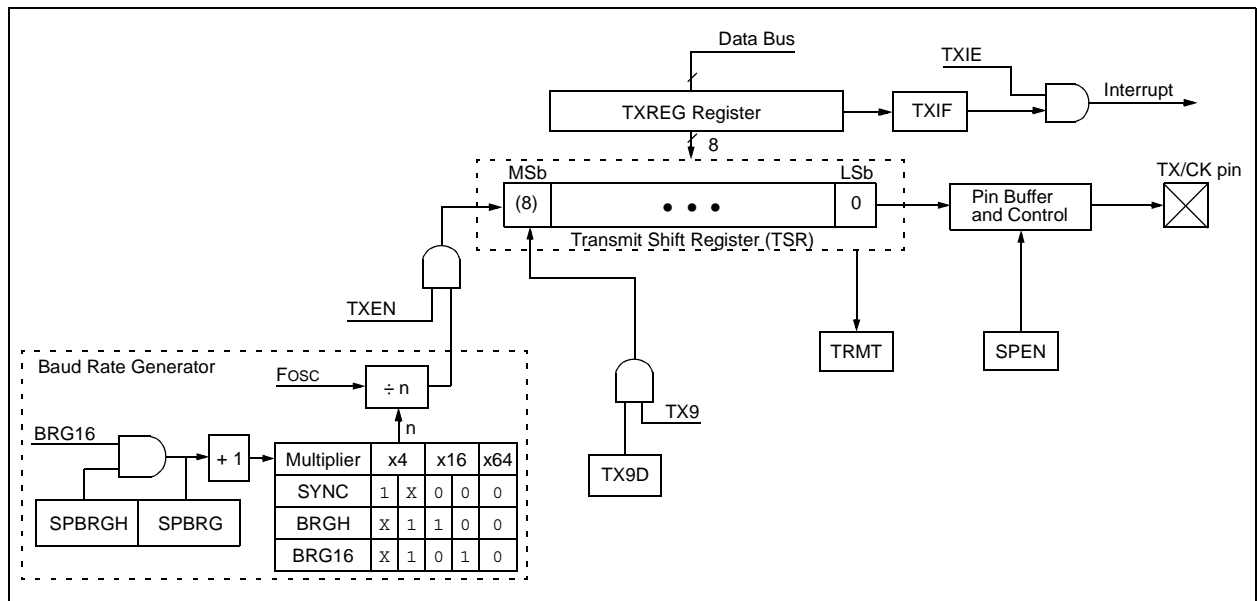 Data Bus
TXIE
Interrupt
TXREG Register
TXIF
8
MSb
LSb
TX/CK pin
(8)
• • •
0
Pin Buffer
and Control
Transmit Shift Register (TSR)
TXEN
TRMT
SPEN
Baud Rate Generator
FOSC
÷ n
TX9
n
BRG16
+ 1
Multiplier x4 x16 x64
TX9D
SYNC 1 X 0 0 0
SPBRGH SPBRG
BRGH X 1 1 0 0
BRG16 X 1 0 1 0